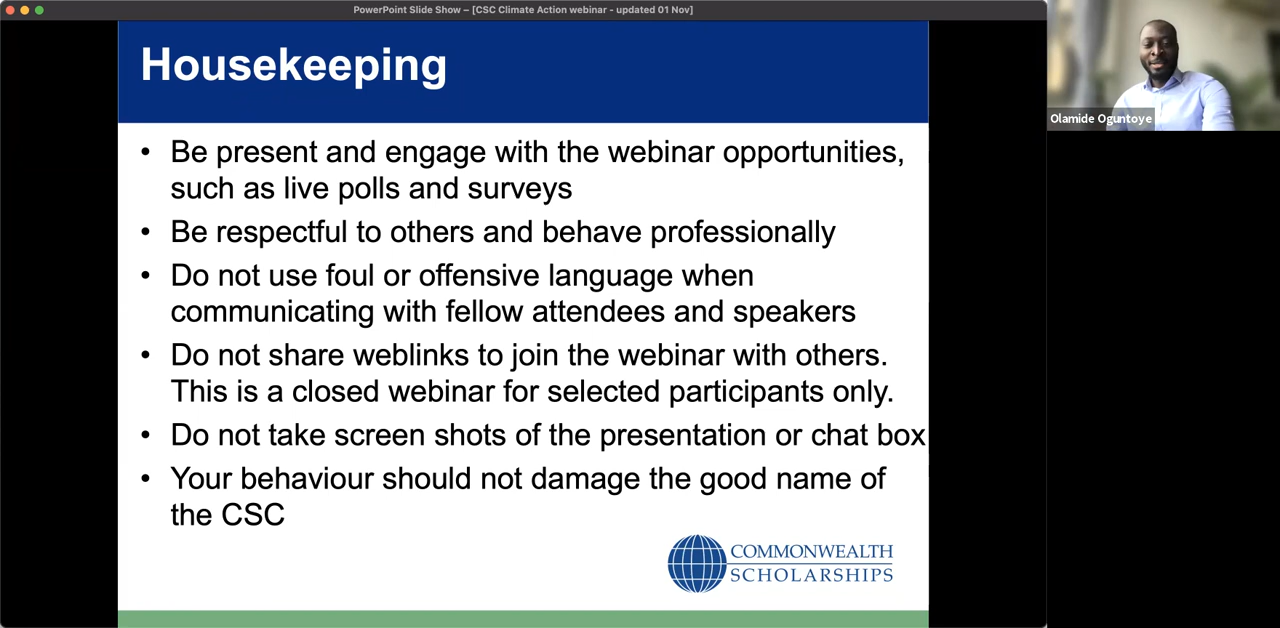 PowerPoint Slide Show – [CSC Climate Action webinar - updated 01 Nov]
Housekeeping
• Be present and engage with the webinar opportunities,
such as live polls and surveys
• Be respectful to others and behave professionally
• Do not use foul or offensive language when
communicating with fellow attendees and speakers
• Do not share weblinks to join the webinar with others.
This is a closed webinar for selected participants only.
• Do not take screen shots of the presentation or chat box
• Your behaviour should not damage the good name of
the CSC
COMMONWEALTH
SCHOLARSHIPS
Olamide Oguntoye